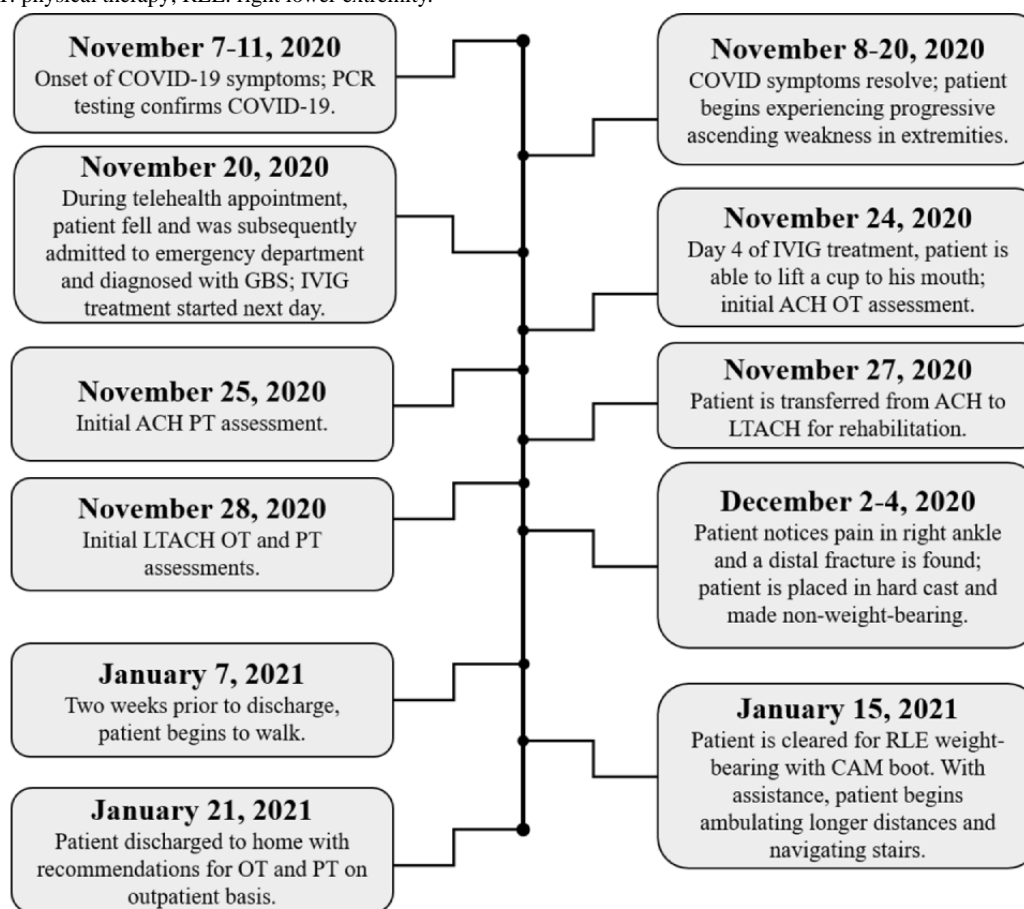 physical therapy; RLE: right lower extremity.
November 7-11, 2020
Onset of COVID-19 symptoms; PCR
testing confirms COVID-19.
November 8-20, 2020
COVID symptoms resolve; patient
begins experiencing progressive
ascending weakness in extremities.
November 20, 2020
During telehealth appointment,
patient fell and was subsequently
admitted to emergency department
and diagnosed with GBS; IVIG
treatment started next day.
November 24, 2020
Day 4 of IVIG treatment, patient is
able to lift a cup to his mouth;
initial ACH OT assessment.
November 25, 2020
Initial ACH PT assessment.
November 27, 2020
Patient is transferred from ACH to
LTACH for rehabilitation.
November 28, 2020
Initial LTACH OT and PT
assessments.
December 2-4, 2020
Patient notices pain in right ankle
and a distal fracture is found;
patient is placed in hard cast and
made non-weight-bearing.
January 7, 2021
Two weeks prior to discharge,
patient begins to walk.
January 15, 2021
Patient is cleared for RLE weight-
bearing with CAM boot. With
assistance, patient begins
ambulating longer distances and
navigating stairs.
January 21, 2021
Patient discharged to home with
recommendations for OT and PT on
outpatient basis.